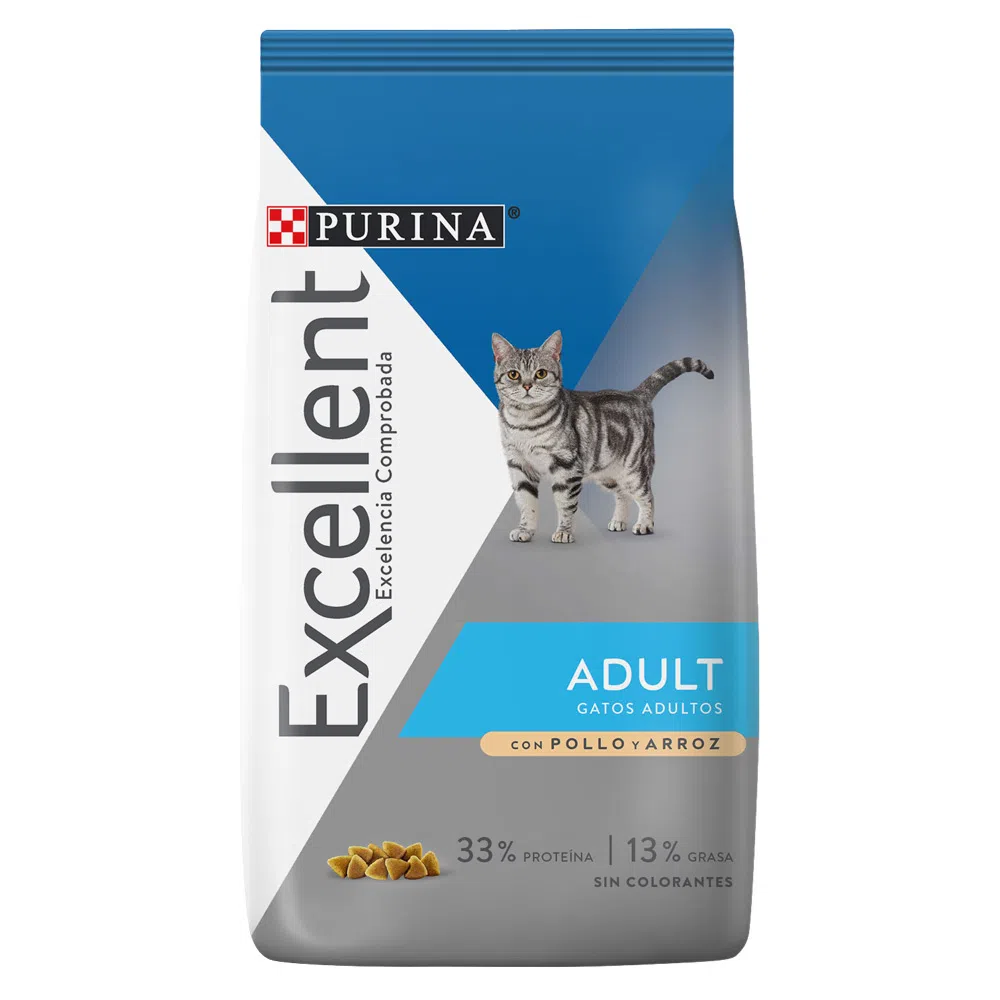 PURINA®
Excellent
Excelencia Comprobada
ADULT
GATOS ADULTOS
CON POLLO Y ARROZ
33% PROTEÍNA | 13% GRASA
SIN COLORANTES